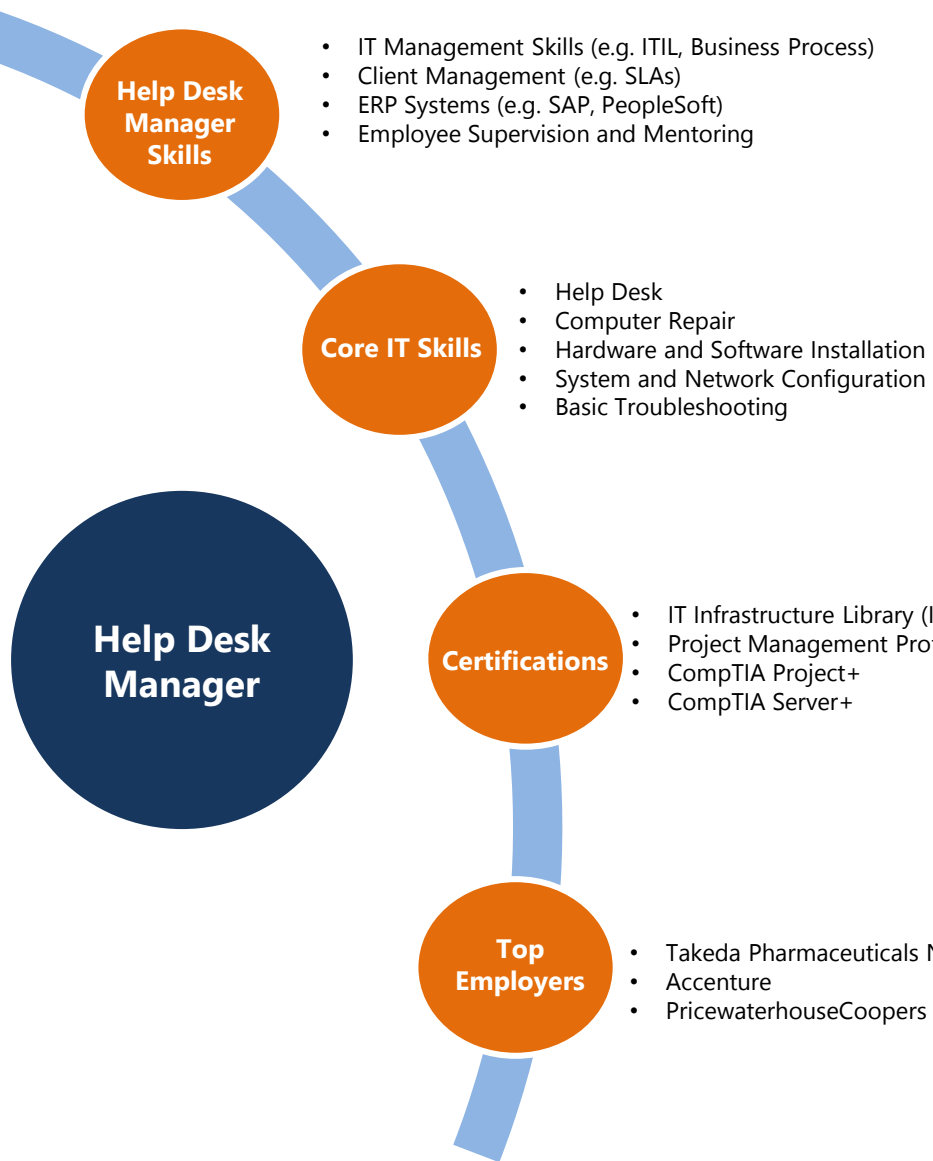 Help Desk
Manager
Skills
• IT Management Skills (e.g. ITIL, Business Process)
• Client Management (e.g. SLAs)
• ERP Systems (e.g. SAP, PeopleSoft)
• Employee Supervision and Mentoring
Core IT Skills
• Help Desk
• Computer Repair
• Hardware and Software Installation
• System and Network Configuration
• Basic Troubleshooting
Help Desk
Manager
Certifications
• IT Infrastructure Library
• Project Management
• CompTIA Project+
• CompTIA Server+
Top
Employers
• Takeda Pharmaceuticals
• Accenture
• PricewaterhouseCoopers